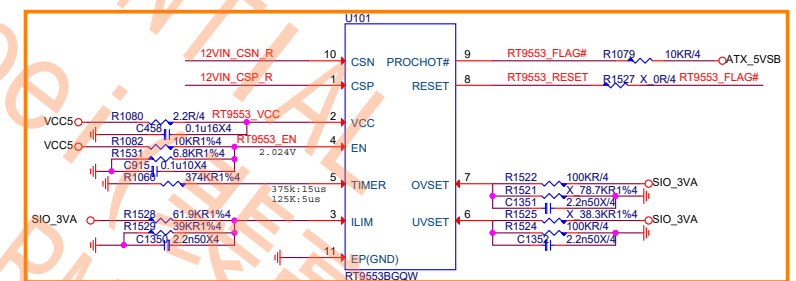 U101
12VIN_CSN_R 10 CSN PROCHOT# 9 RT9553_FLAG# R1079 10KR/4 ATX_5VSB
12VIN_CSP_R 1 CSP RESET 8 RT9553_RESET R1527 X_0R/4 RT9553_FLAG#
VCC5 R1080 2.2R/4 RT9553_VCC 2 VCC
C458 0.1u16X4
VCC5 R1082 10KR1%4 RT9553_EN 4 EN
R1531 6.8KR1%4 2.024V
C915 0.1u10X4
R1060 374KR1%4 5 TIMER OVSET 7 R1522 100KR/4 SIO_3VA
375k:15us R1521 X_78.7KR1%4
125K:5us C1351 2.2n50X/4
SIO_3VA R1528 61.9KR1%4 3 ILIM UVSET 6 R1525 X_38.3KR1%4 SIO_3VA
R1529 39KR1%4 R1524 100KR/4
C1350 2.2n50X4 C1352 2.2n50X/4
11 EP(GND)
RT9553BGQW